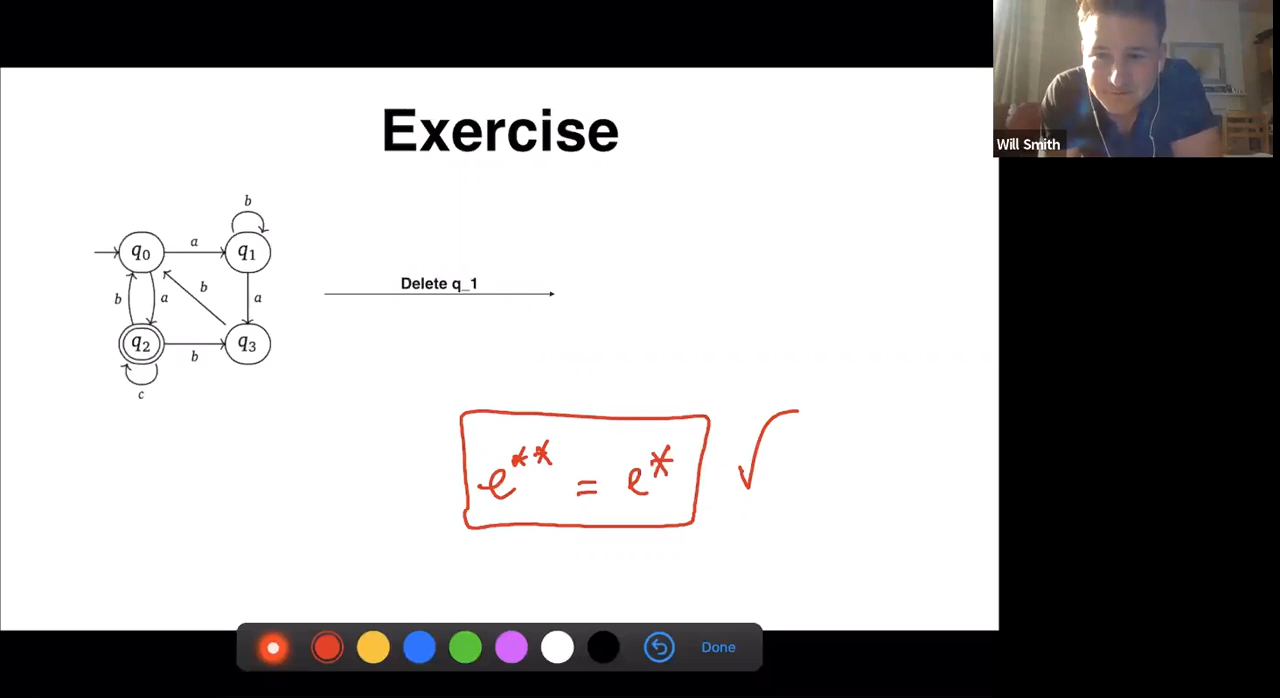 Exercise
Will Smith
b
q0 a q1
b a b a
q2 b q3
c
Delete q_1
e** = e*
Done